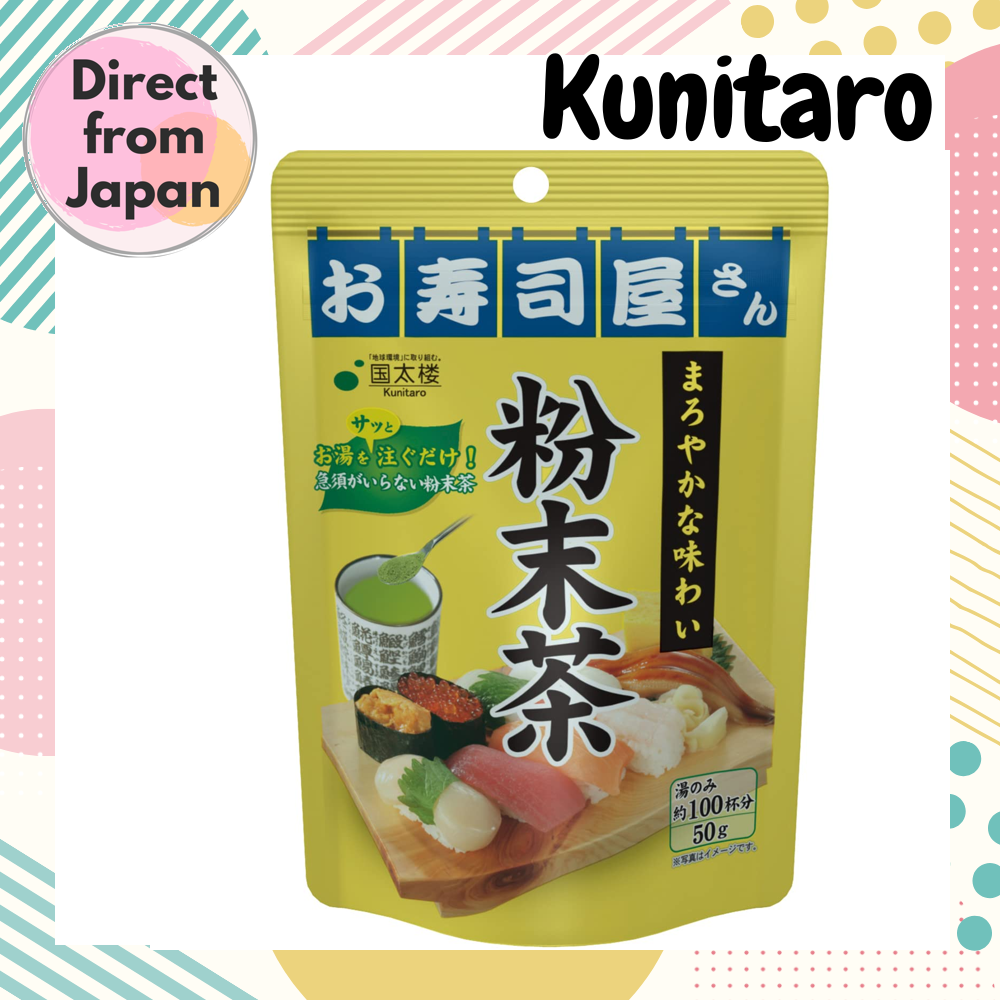 Direct
from
Japan
Kunitaro
お寿司屋さん
「地球環境」に取り組む。
国太楼
Kunitaro
サッと
お湯を注ぐだけ！
急須がいらない粉末茶
粉末茶
まろやかな味わい
湯のみ
約100杯分
50g
※写真はイメージです。